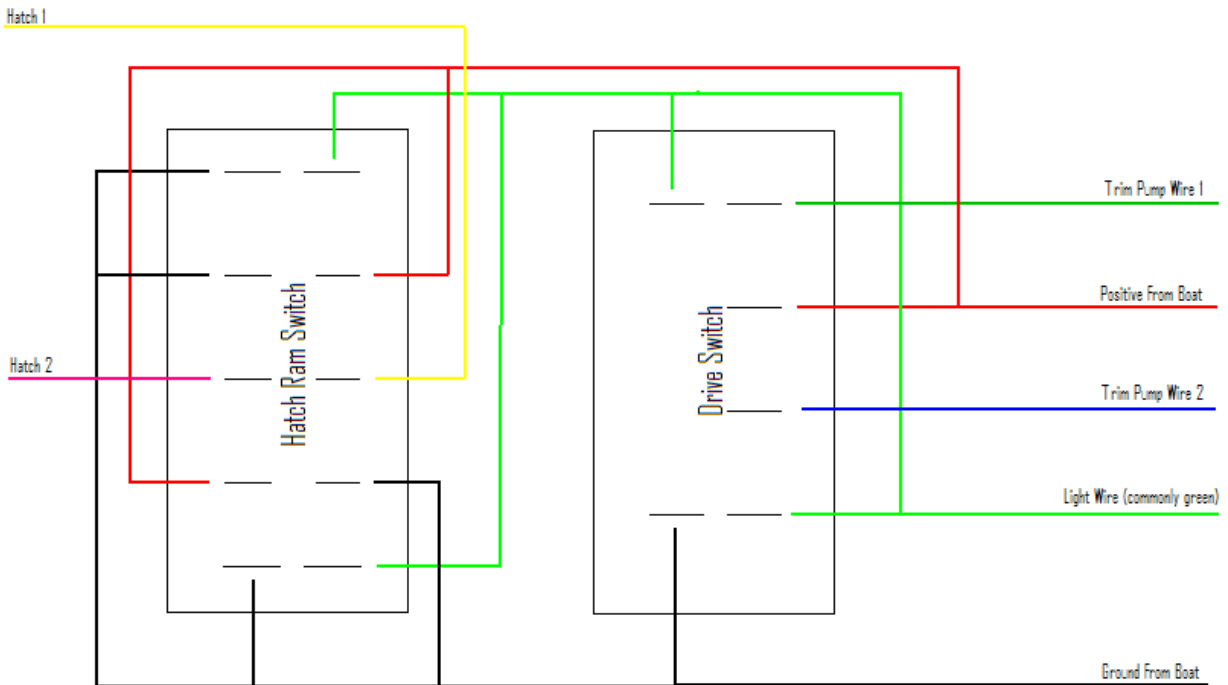 Hatch 1
Trim Pump Wire 1
Positive From Boat
Hatch 2
Hatch Ram Switch
Drive Switch
Trim Pump Wire 2
Light Wire (commonly green)
Ground From Boat